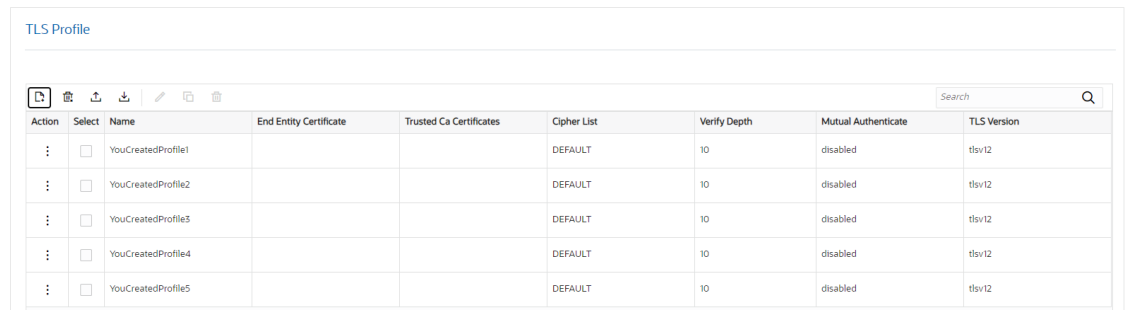 TLS Profile
Search
Action Select Name End Entity Certificate Trusted Ca Certificates Cipher List Verify Depth Mutual Authenticate TLS Version
YouCreatedProfile1 DEFAULT 10 disabled tlsv12
YouCreatedProfile2 DEFAULT 10 disabled tlsv12
YouCreatedProfile3 DEFAULT 10 disabled tlsv12
YouCreatedProfile4 DEFAULT 10 disabled tlsv12
YouCreatedProfile5 DEFAULT 10 disabled tlsv12